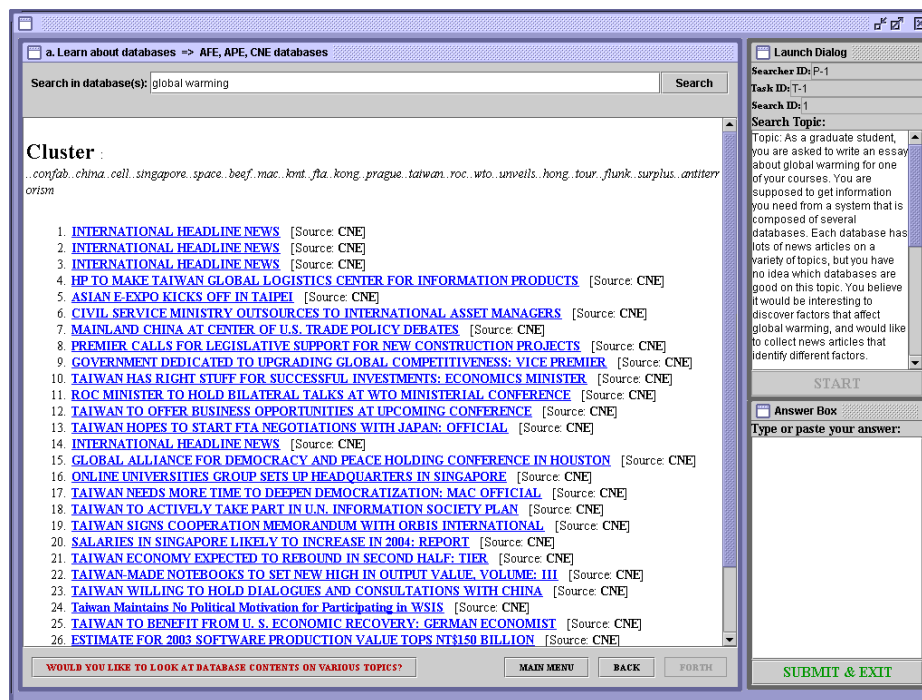 a. Learn about databases => AFE, APE, CNE databases
Search in database(s): global warming Search
Cluster :
..confab..china..cell..singapore..space..beef..mac..kmt..fta..kong..prague..taiwan..roc..wto..unveils..hong..tour..flunk..surplus..antiterr
orism
1. INTERNATIONAL HEADLINE NEWS [Source: CNE]
2. INTERNATIONAL HEADLINE NEWS [Source: CNE]
3. INTERNATIONAL HEADLINE NEWS [Source: CNE]
4. HP TO MAKE TAIWAN GLOBAL LOGISTICS CENTER FOR INFORMATION PRODUCTS [Source: CNE]
5. ASIAN E-EXPO KICKS OFF IN TAIPEI [Source: CNE]
6. CIVIL SERVICE MINISTRY OUTSOURCES TO INTERNATIONAL ASSET MANAGERS [Source: CNE]
7. MAINLAND CHINA AT CENTER OF U.S. TRADE POLICY DEBATES [Source: CNE]
8. PREMIER CALLS FOR LEGISLATIVE SUPPORT FOR NEW CONSTRUCTION PROJECTS [Source: CNE]
9. GOVERNMENT DEDICATED TO UPGRADING GLOBAL COMPETITIVENESS: VICE PREMIER [Source: CNE]
10. TAIWAN HAS RIGHT STUFF FOR SUCCESSFUL INVESTMENTS: ECONOMICS MINISTER [Source: CNE]
11. ROC MINISTER TO HOLD BILATERAL TALKS AT WTO MINISTERIAL CONFERENCE [Source: CNE]
12. TAIWAN TO OFFER BUSINESS OPPORTUNITIES AT UPCOMING CONFERENCE [Source: CNE]
13. TAIWAN HOPES TO START FTA NEGOTIATIONS WITH JAPAN: OFFICIAL [Source: CNE]
14. INTERNATIONAL HEADLINE NEWS [Source: CNE]
15. GLOBAL ALLIANCE FOR DEMOCRACY AND PEACE HOLDING CONFERENCE IN HOUSTON [Source: CNE]
16. ONLINE UNIVERSITIES GROUP SETS UP HEADQUARTERS IN SINGAPORE [Source: CNE]
17. TAIWAN NEEDS MORE TIME TO DEEPEN DEMOCRATIZATION: MAC OFFICIAL [Source: CNE]
18. TAIWAN TO ACTIVELY TAKE PART IN U.N. INFORMATION SOCIETY PLAN [Source: CNE]
19. TAIWAN SIGNS COOPERATION MEMORANDUM WITH ORBIS INTERNATIONAL [Source: CNE]
20. SALARIES IN SINGAPORE LIKELY TO INCREASE IN 2004: REPORT [Source: CNE]
21. TAIWAN ECONOMY EXPECTED TO REBOUND IN SECOND HALF: TIER [Source: CNE]
22. TAIWAN-MADE NOTEBOOKS TO SET NEW HIGH IN OUTPUT VALUE, VOLUME: III [Source: CNE]
23. TAIWAN WILLING TO HOLD DIALOGUES AND CONSULTATIONS WITH CHINA [Source: CNE]
24. Taiwan Maintains No Political Motivation for Participating in WSIS [Source: CNE]
25. TAIWAN TO BENEFIT FROM U. S. ECONOMIC RECOVERY: GERMAN ECONOMIST [Source: CNE]
26. ESTIMATE FOR 2003 SOFTWARE PRODUCTION VALUE TOPS NT$150 BILLION [Source: CNE]
WOULD YOU LIKE TO LOOK AT DATABASE CONTENTS ON VARIOUS TOPICS? MAIN MENU BACK FORTH
Launch Dialog
Searcher ID: P-1
Task ID: T-1
Search ID: 1
Search Topic:
Topic: As a graduate student,
you are asked to write an essay
about global warming for one
of your courses. You are
supposed to get information
you need from a system that is
composed of several
databases. Each database has
lots of news articles on a
variety of topics, but you have
no idea which databases are
good on this topic. You believe
it would be interesting to
discover factors that affect
global warming, and would like
to collect news articles that
identify different factors.
START
Answer Box
Type or paste your answer:
SUBMIT & EXIT